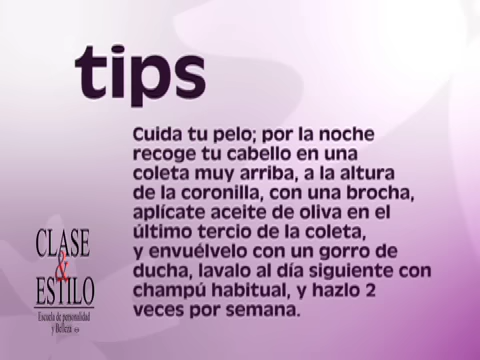 tips
Cuida tu pelo; por la noche
recoge tu cabello en una
coleta muy arriba, a la altura
de la coronilla, con una brocha,
aplícate aceite de oliva en el
último tercio de la coleta,
y envuélvelo con un gorro de
ducha, lavalo al día siguiente con
champú habitual, y hazlo 2
veces por semana.
CLASE
&
ESTILO
Escuela de personalidad
y Belleza